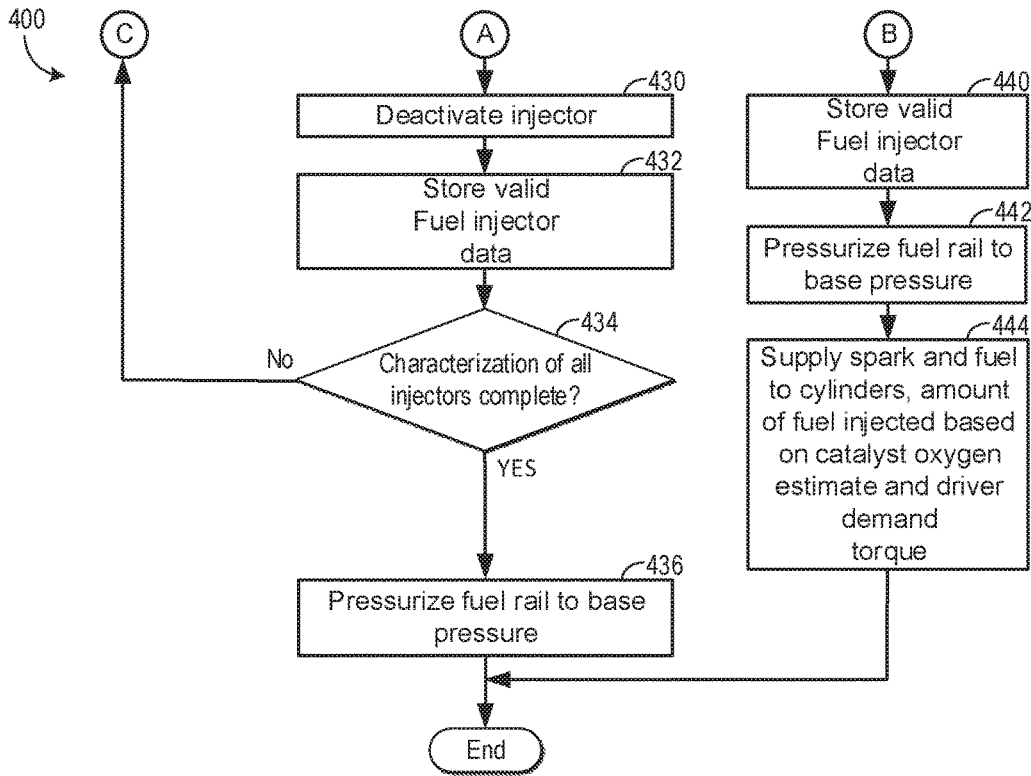 400
C
A
B
430
Deactivate injector
432
Store valid
Fuel injector
data
434
Characterization of all
injectors complete?
No
YES
436
Pressurize fuel rail to base
pressure
440
Store valid
Fuel injector
data
442
Pressurize fuel rail to
base pressure
444
Supply spark and fuel
to cylinders, amount
of fuel injected based
on catalyst oxygen
estimate and driver
demand
torque
End